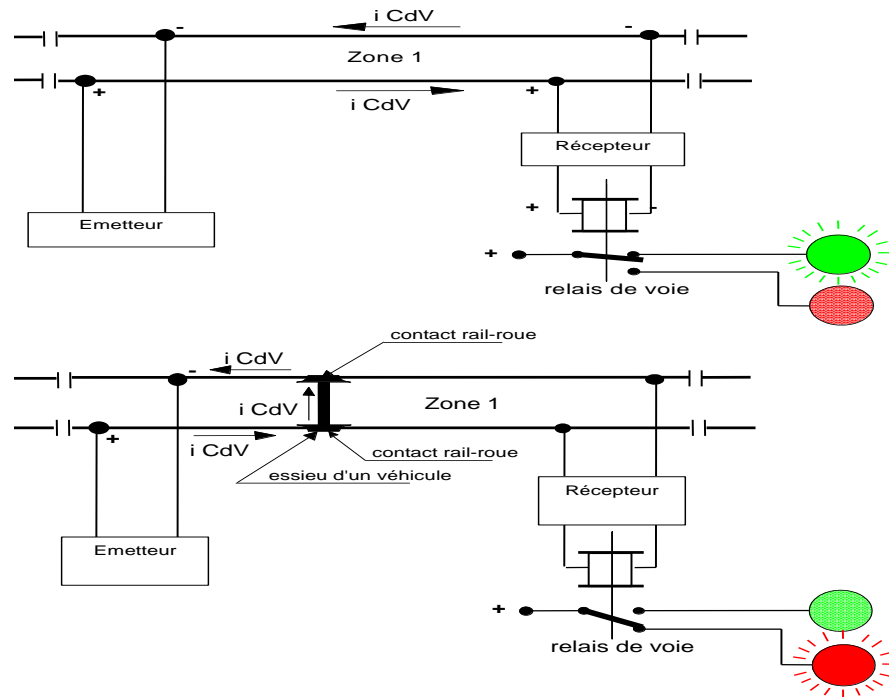 i CdV
-
-
Zone 1
+
i CdV
+
Récepteur
+
-
Emetteur
+
relais de voie
contact rail-roue
i CdV
-
i CdV
Zone 1
+
i CdV
contact rail-roue
essieu d'un véhicule
Récepteur
Emetteur
+
relais de voie